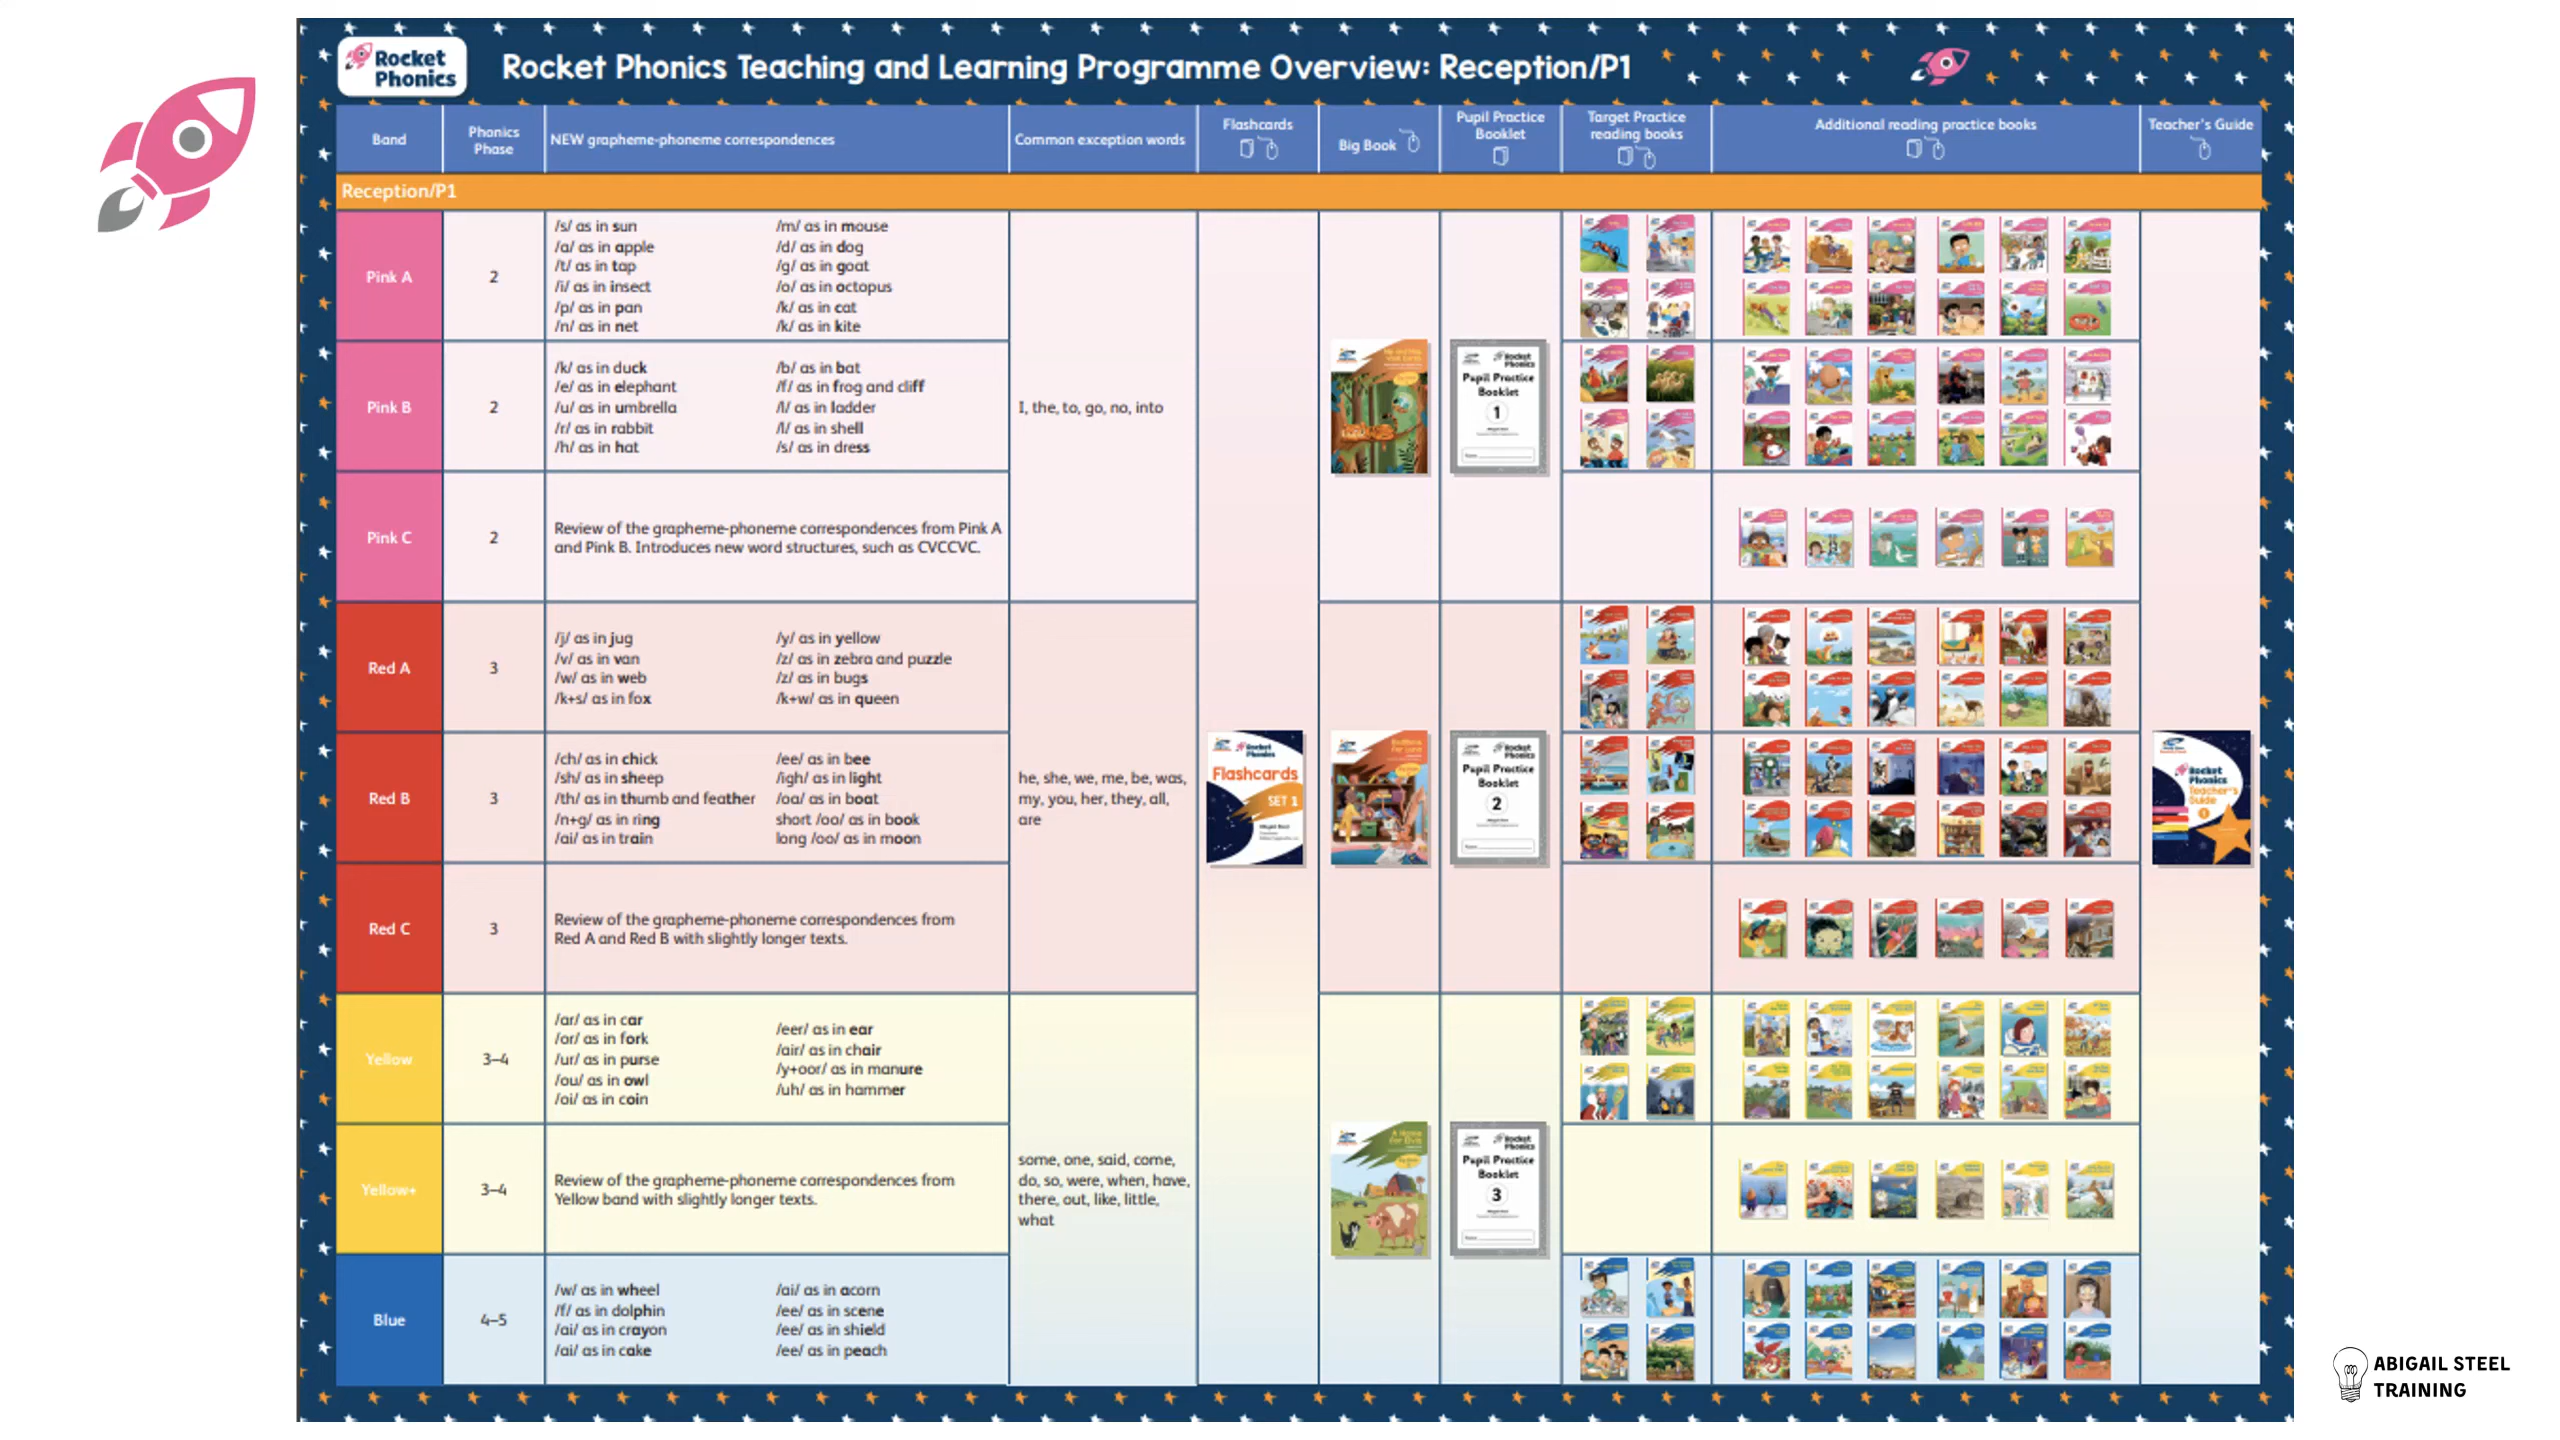 Rocket
Phonics
Rocket Phonics Teaching and Learning Programme Overview: Reception/P1
Band
Phonics
Phase
NEW grapheme-phoneme correspondences
Common exception words
Flashcards
Big Book
Pupil Practice
Booklet
Target Practice
reading books
Additional reading practice books
Teacher's Guide
Reception/P1
Pink A
2
/s/ as in sun
/a/ as in apple
/t/ as in tap
/i/ as in insect
/p/ as in pan
/n/ as in net
/m/ as in mouse
/d/ as in dog
/g/ as in goat
/o/ as in octopus
/k/ as in cat
/k/ as in kite
Pink B
2
/k/ as in duck
/e/ as in elephant
/u/ as in umbrella
/r/ as in rabbit
/h/ as in hat
/b/ as in bat
/f/ as in frog and cliff
/l/ as in ladder
/l/ as in shell
/s/ as in dress
I, the, to, go, no, into
Rocket
Phonics
Pupil Practice
Booklet
1
Pink C
2
Review of the grapheme-phoneme correspondences from Pink A
and Pink B. Introduces new word structures, such as CVCCVC.
Red A
3
/j/ as in jug
/v/ as in van
/w/ as in web
/k+s/ as in fox
/y/ as in yellow
/z/ as in zebra and puzzle
/z/ as in bugs
/k+w/ as in queen
Red B
3
/ch/ as in chick
/sh/ as in sheep
/th/ as in thumb and feather
/n+g/ as in ring
/ai/ as in train
/ee/ as in bee
/igh/ as in light
/oa/ as in boat
short /oo/ as in book
long /oo/ as in moon
he, she, we, me, be, was,
my, you, her, they, all,
are
Rocket
Phonics
Flashcards
SET 1
Rocket
Phonics
Pupil Practice
Booklet
2
Rocket
Phonics
Teacher's
Guide
1
Red C
3
Review of the grapheme-phoneme correspondences from
Red A and Red B with slightly longer texts.
Yellow
3–4
/ar/ as in car
/or/ as in fork
/ur/ as in purse
/ou/ as in owl
/oi/ as in coin
/eer/ as in ear
/air/ as in chair
/y+oor/ as in manure
/uh/ as in hammer
Yellow+
3–4
Review of the grapheme-phoneme correspondences from
Yellow band with slightly longer texts.
some, one, said, come,
do, so, were, when, have,
there, out, like, little,
what
Rocket
Phonics
Pupil Practice
Booklet
3
Blue
4–5
/w/ as in wheel
/f/ as in dolphin
/ai/ as in crayon
/ai/ as in cake
/ai/ as in acorn
/ee/ as in scene
/ee/ as in shield
/ee/ as in peach
ABIGAIL STEEL
TRAINING